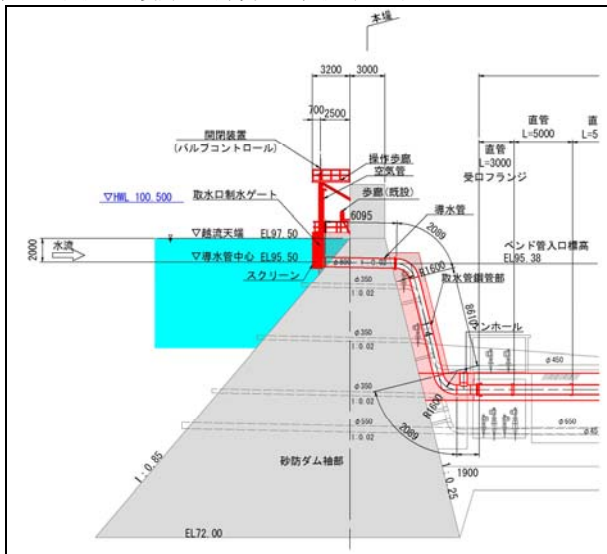 本堤
3200
3000
700
2500
直管
L=5000
直
L=5
直管
L=3000
受口フランジ
開閉装置
(バルブコントロール)
操作歩廊
空気管
歩廊(既設)
▽HWL 100.500
取水口制水ゲート
6095
導水管
2089
▽越流天端 EL97.50
2000
水流
▽導水管中心 EL95.50
スクリーン
ベンド管入口標高
EL95.38
R1600
φ350
1:0.02
取水管鋼管部
8610
マンホール
φ350
1:0.02
φ450
φ350
1:0.02
R1600
φ550
1:0.02
φ550
φ45
2089
1:0.85
砂防ダム袖部
1900
1:0.25
EL72.00